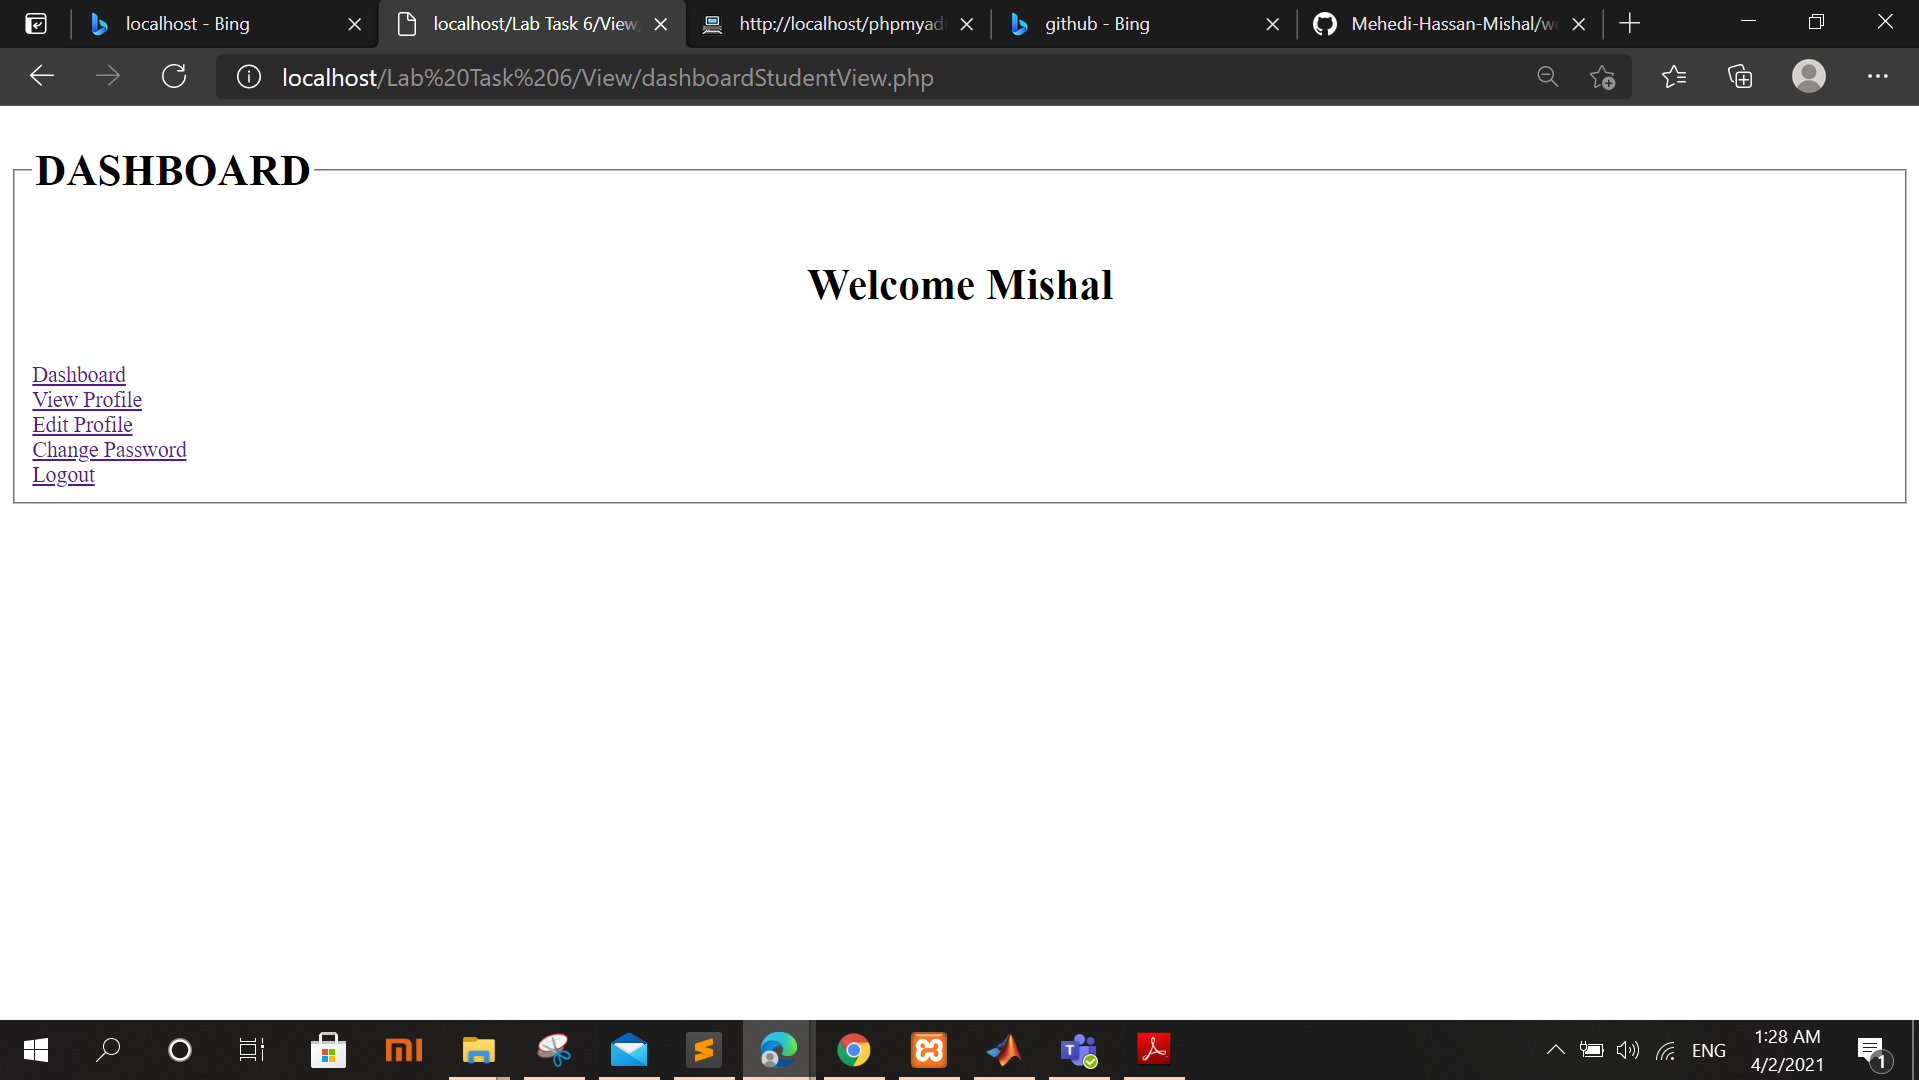 localhost - Bing
localhost/Lab Task 6/View
http://localhost/phpmyad
github - Bing
Mehedi-Hassan-Mishal/w
localhost/Lab%20Task%206/View/dashboardStudentView.php
DASHBOARD
Welcome Mishal
Dashboard
View Profile
Edit Profile
Change Password
Logout
ENG
1:28 AM
4/2/2021
1